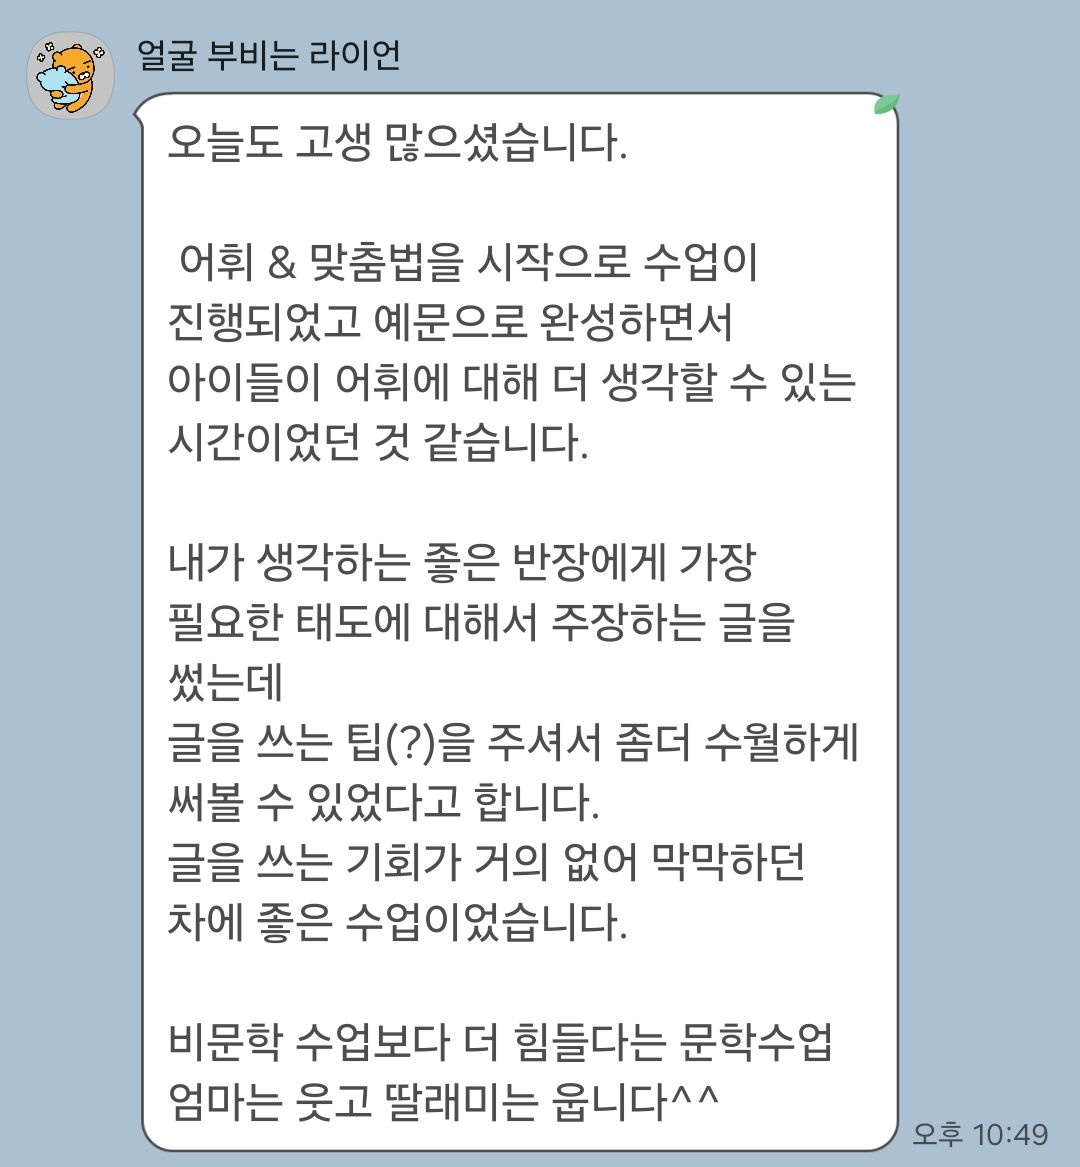 얼굴 부비는 라이언
오늘도 고생 많으셨습니다.
어휘 & 맞춤법을 시작으로 수업이
진행되었고 예문으로 완성하면서
아이들이 어휘에 대해 더 생각할 수 있는
시간이었던 것 같습니다.
내가 생각하는 좋은 반장에게 가장
필요한 태도에 대해서 주장하는 글을
썼는데
글을 쓰는 팁(?)을 주셔서 좀더 수월하게
써볼 수 있었다고 합니다.
글을 쓰는 기회가 거의 없어 막막하던
차에 좋은 수업이었습니다.
비문학 수업보다 더 힘들다는 문학수업
엄마는 웃고 딸래미는 웁니다^^
오후 10:49